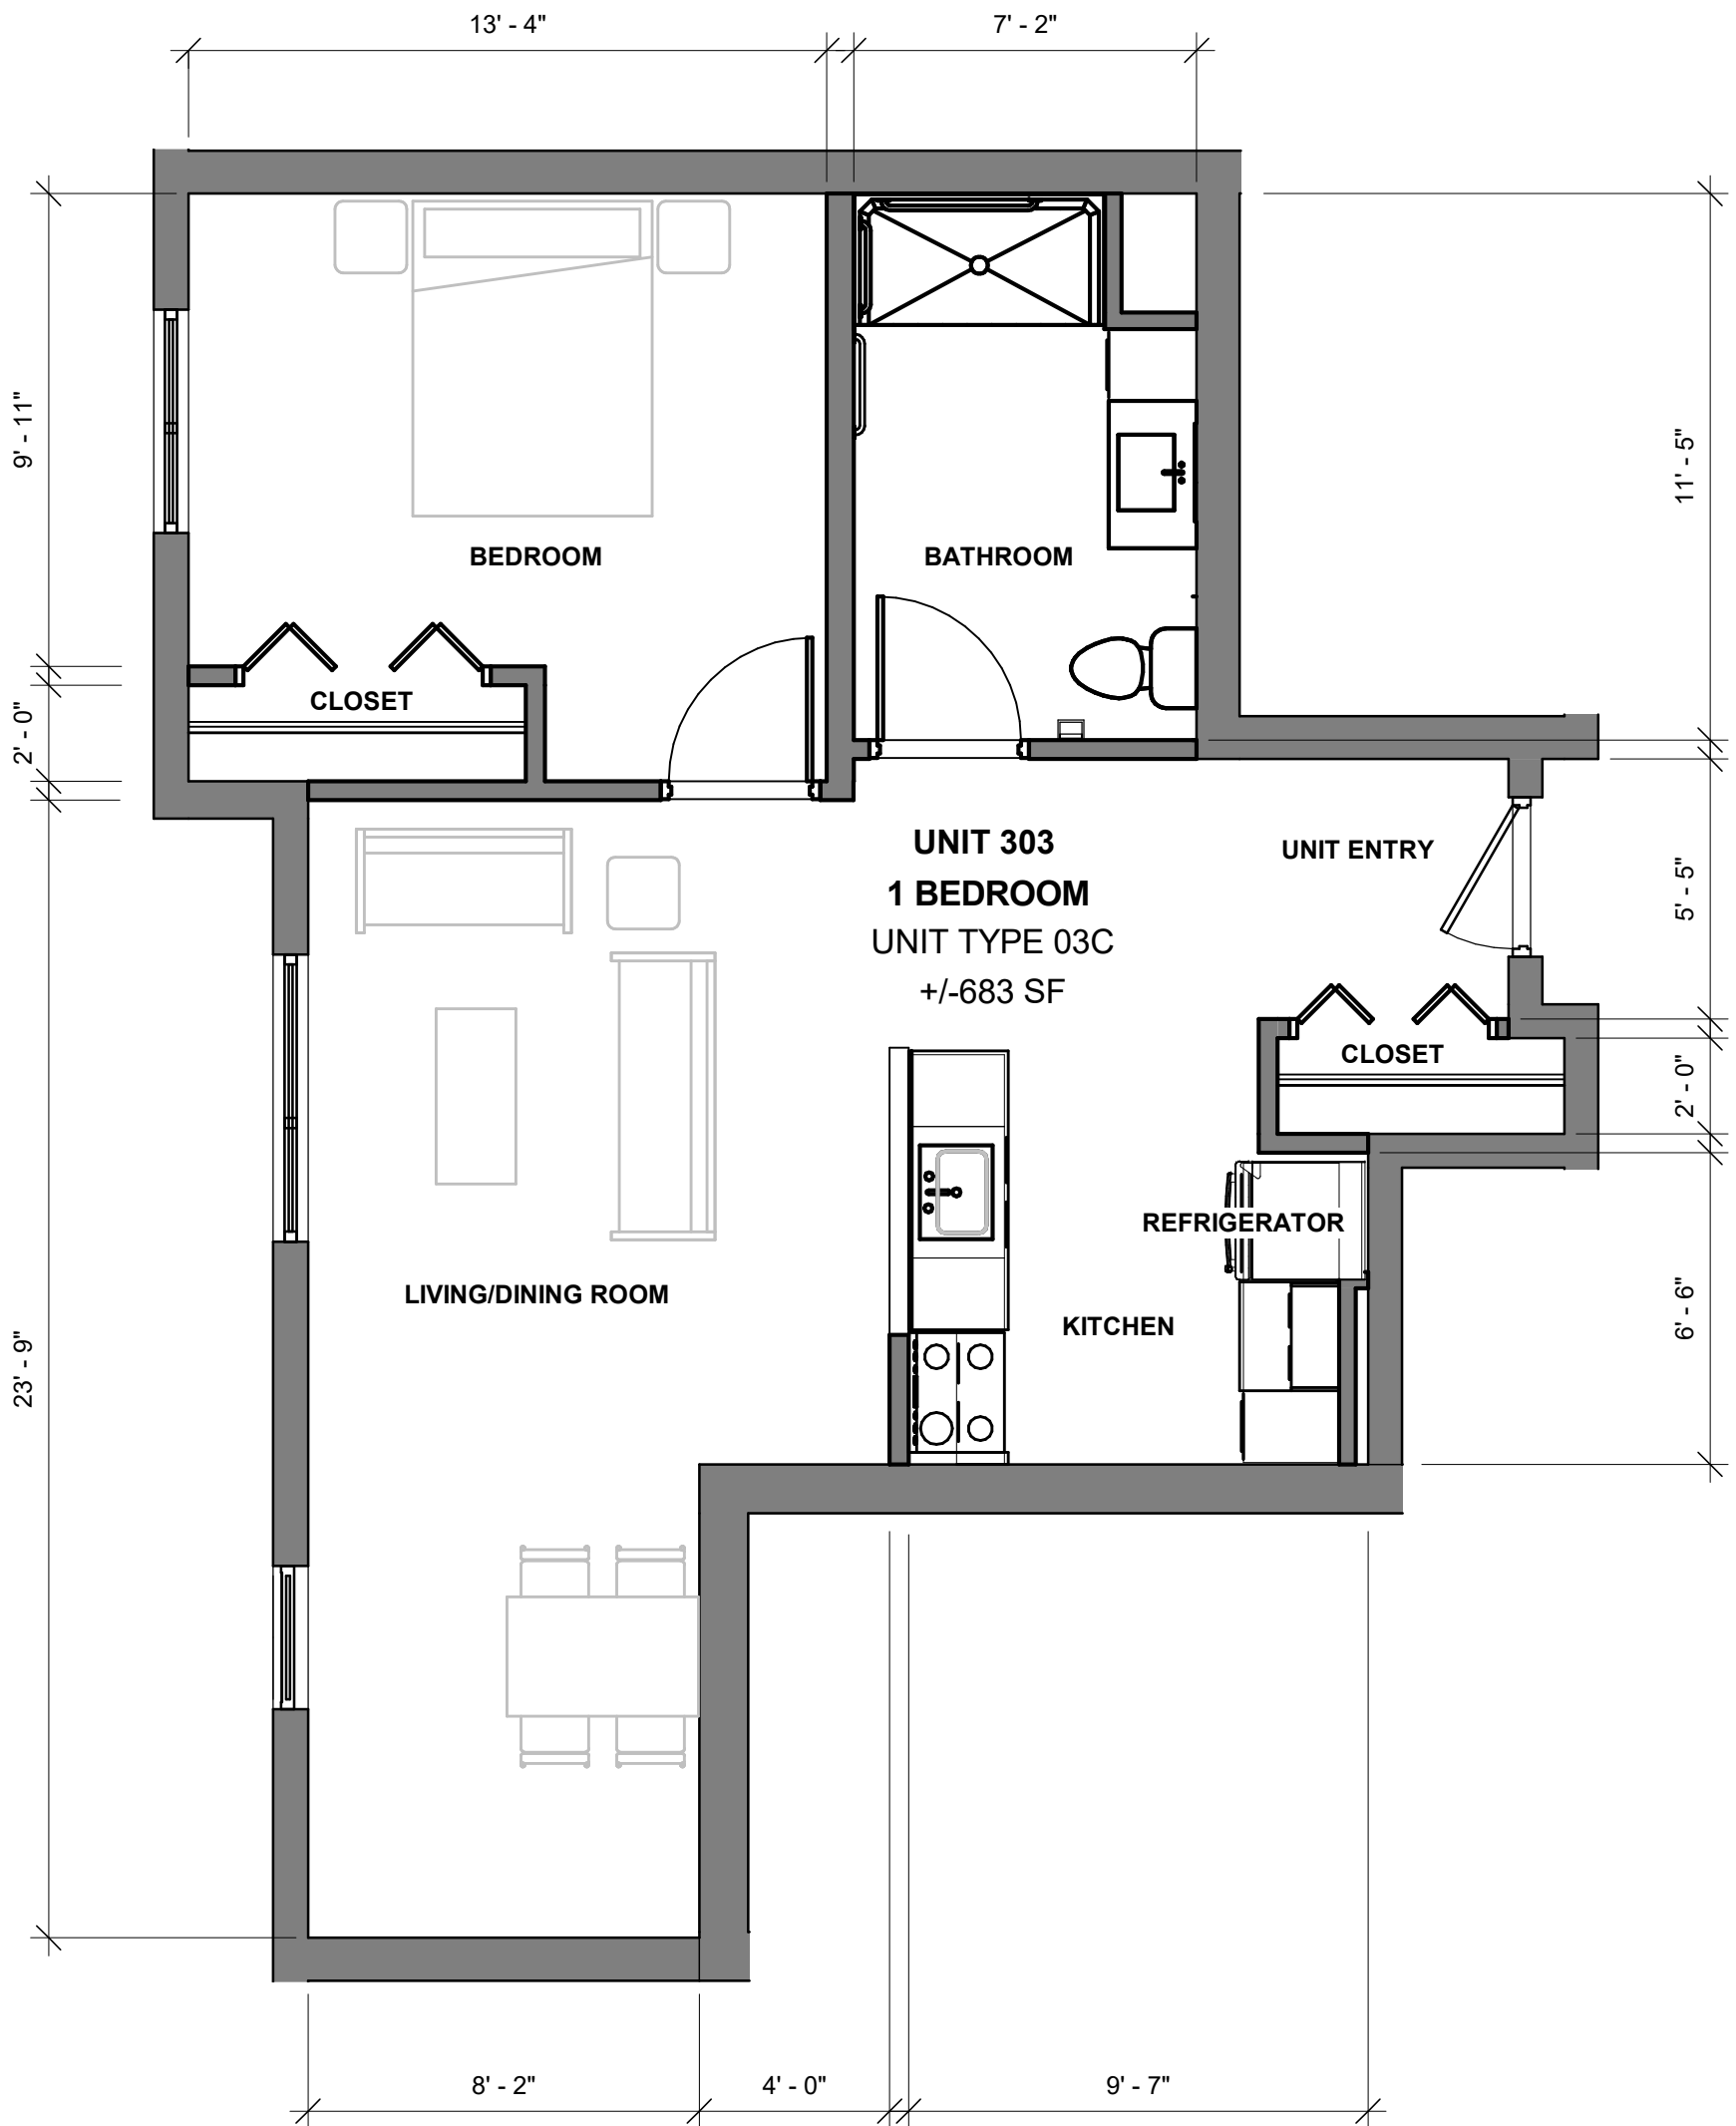 13' - 4"
7' - 2"
9' - 11"
11' - 5"
BEDROOM
BATHROOM
CLOSET
2' - 0"
UNIT 303
1 BEDROOM
UNIT TYPE 03C
+/-683 SF
UNIT ENTRY
5' - 5"
CLOSET
2' - 0"
REFRIGERATOR
LIVING/DINING ROOM
KITCHEN
6' - 6"
23' - 9"
8' - 2"
4' - 0"
9' - 7"